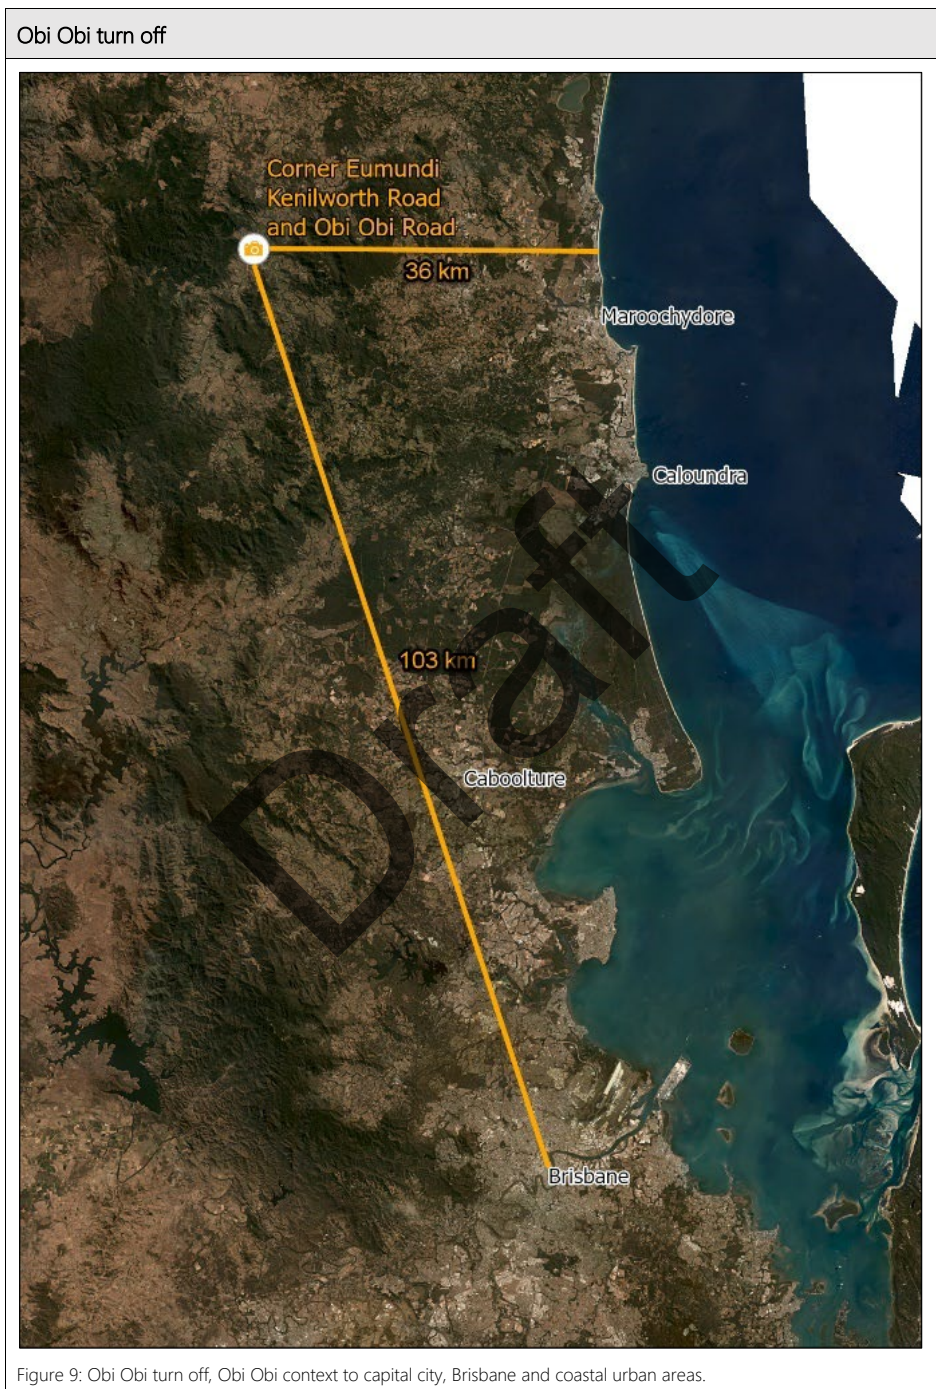 Obi Obi turn off
Corner Eumundi
Kenilworth Road
and Obi Obi Road
36 km
Maroochydore
Caloundra
103 km
Draft
Caboolture
Brisbane
Figure 9: Obi Obi turn off, Obi Obi context to capital city, Brisbane and coastal urban areas.